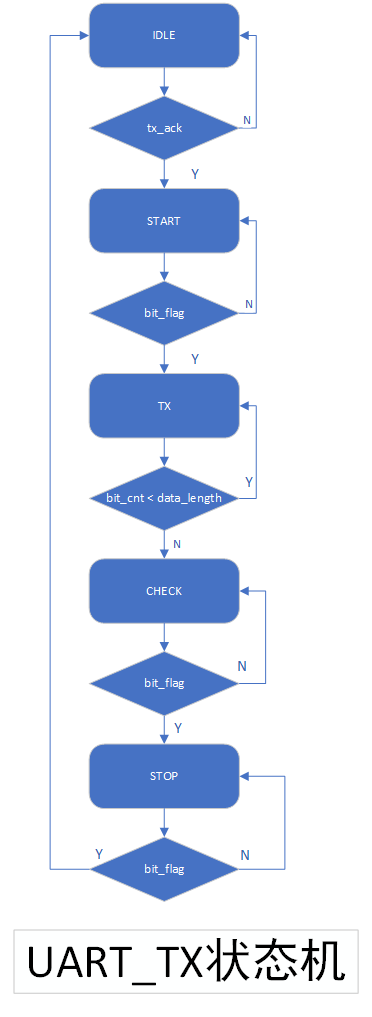 IDLE
tx_ack
N
Y
START
bit_flag
N
Y
TX
bit_cnt < data_length
Y
N
CHECK
bit_flag
N
Y
STOP
bit_flag
Y
N
UART_TX状态机